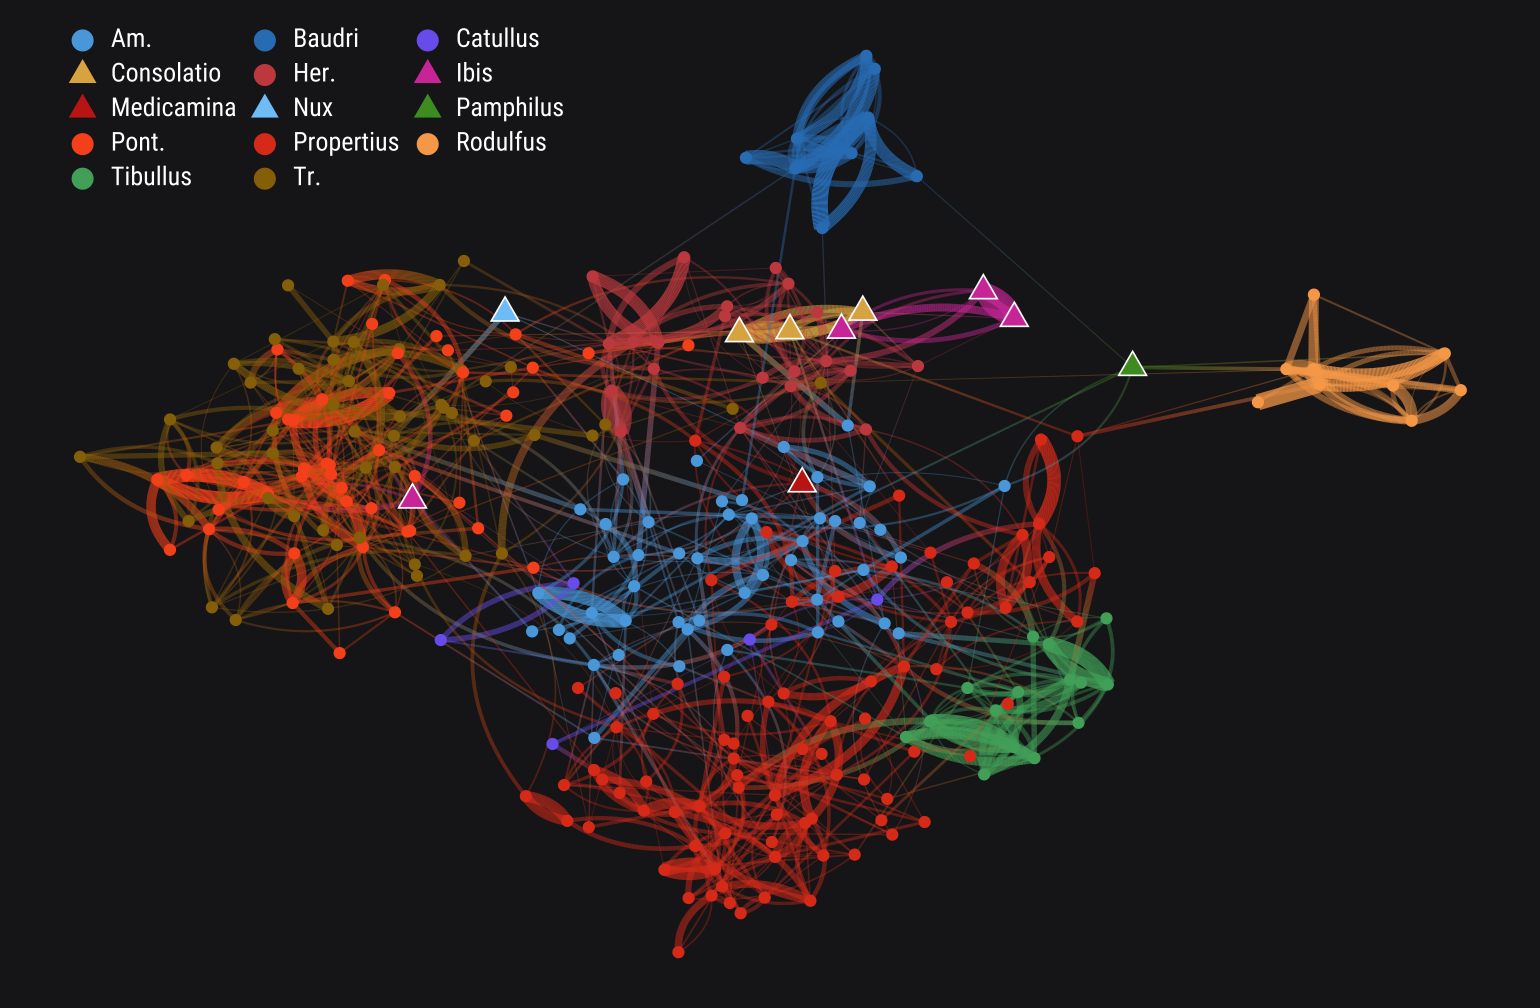 Am. Baudri Catullus
Consolatio Her. Ibis
Medicamina Nux Pamphilus
Pont. Propertius Rodulfus
Tibullus Tr.